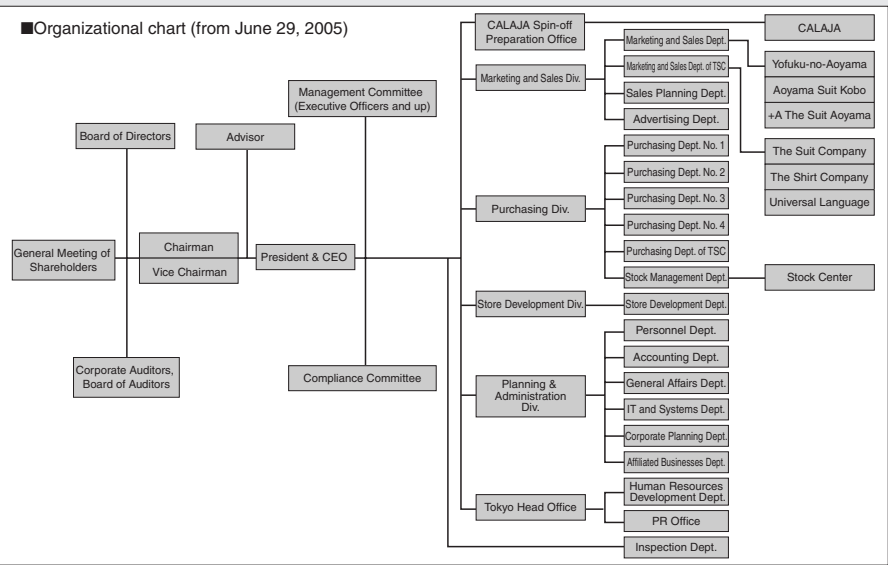 ■Organizational chart (from June 29, 2005)
General Meeting of
Shareholders
Board of Directors
Corporate Auditors,
Board of Auditors
Chairman
Vice Chairman
Advisor
President & CEO
Management Committee
(Executive Officers and up)
Compliance Committee
CALAJA Spin-off
Preparation Office
CALAJA
Marketing and Sales Div.
Marketing and Sales Dept.
Marketing and Sales Dept. of TSC
Sales Planning Dept.
Advertising Dept.
Yofuku-no-Aoyama
Aoyama Suit Kobo
+A The Suit Aoyama
The Suit Company
The Shirt Company
Universal Language
Purchasing Div.
Purchasing Dept. No. 1
Purchasing Dept. No. 2
Purchasing Dept. No. 3
Purchasing Dept. No. 4
Purchasing Dept. of TSC
Stock Management Dept.
Stock Center
Store Development Div.
Store Development Dept.
Planning &
Administration
Div.
Personnel Dept.
Accounting Dept.
General Affairs Dept.
IT and Systems Dept.
Corporate Planning Dept.
Affiliated Businesses Dept.
Tokyo Head Office
Human Resources
Development Dept.
PR Office
Inspection Dept.